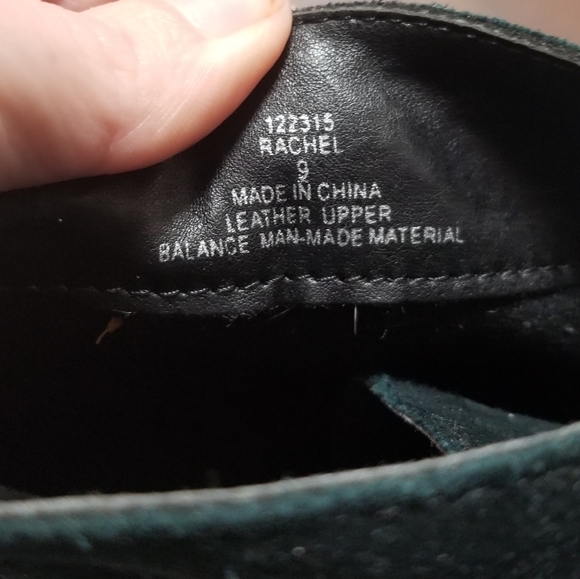 122315
RACHEL
9
MADE IN CHINA
LEATHER UPPER
BALANCE MAN-MADE MATERIAL